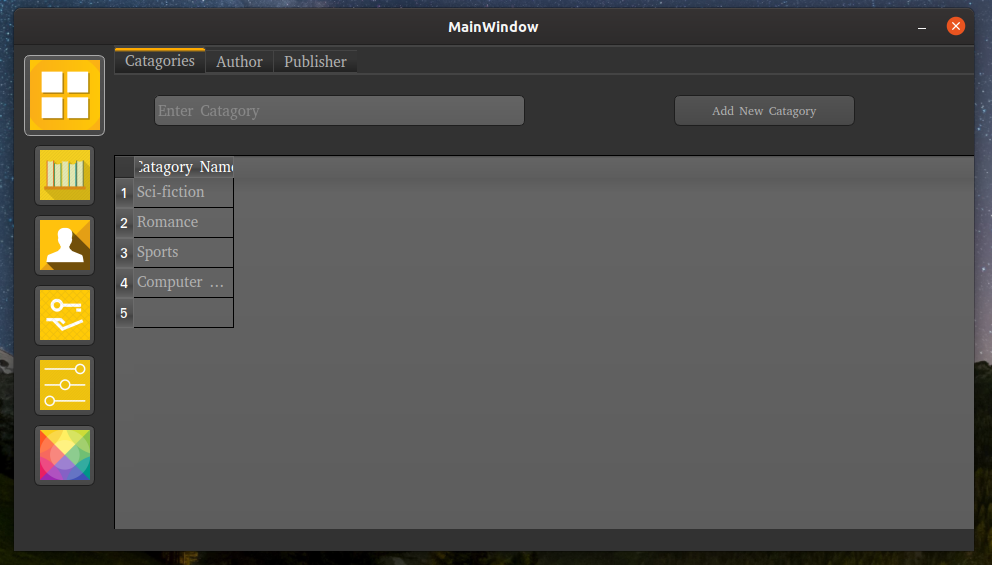 MainWindow
Catagories Author Publisher
Enter Catagory
Add New Catagory
Catagory Name
1 Sci-fiction
2 Romance
3 Sports
4 Computer ...
5